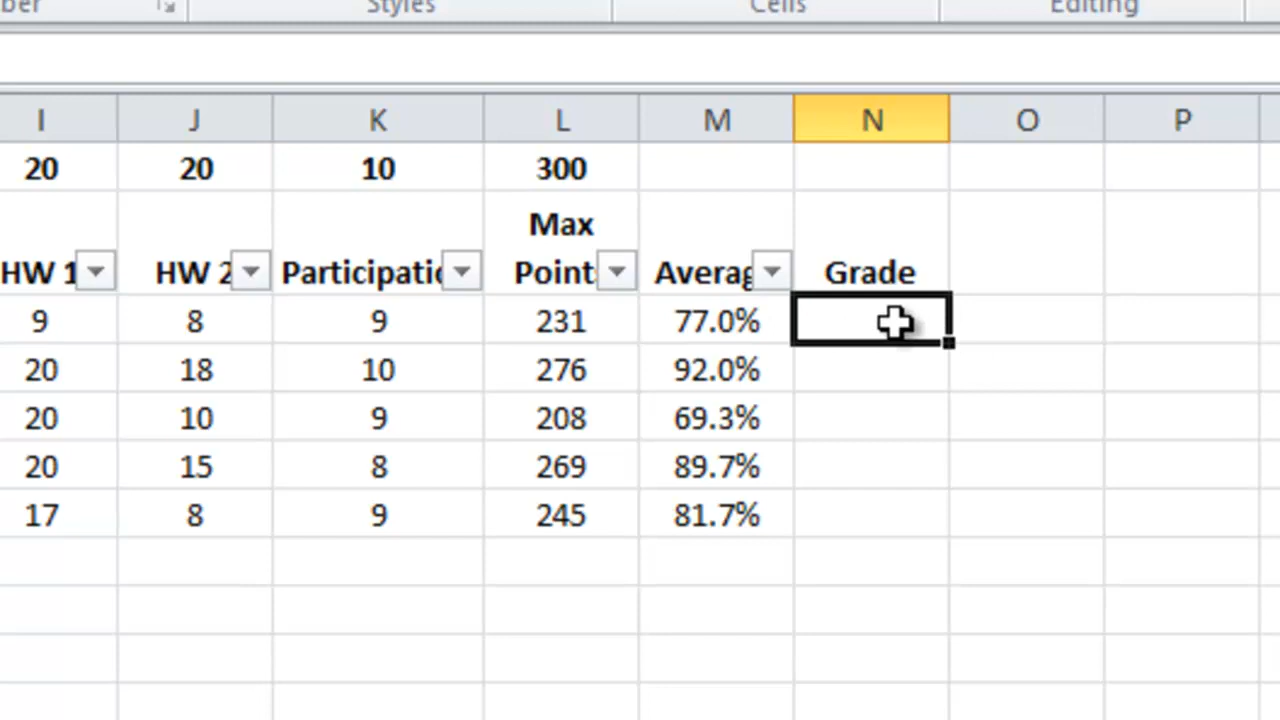 ber Styles Cells Editing
I J K L M N O P
20 20 10 300
Max
HW 1 HW 2 Participatic Point Averag Grade
9 8 9 231 77.0%
20 18 10 276 92.0%
20 10 9 208 69.3%
20 15 8 269 89.7%
17 8 9 245 81.7%